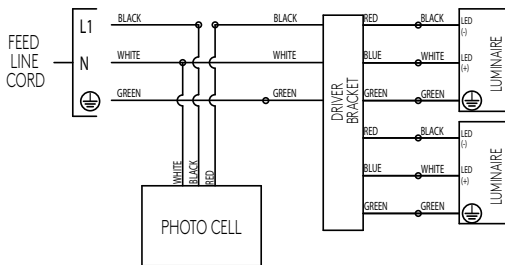 FEED
LINE
CORD
L1
N
BLACK
WHITE
GREEN
BLACK
WHITE
GREEN
WHITE
BLACK
RED
PHOTO CELL
DRIVER
BRACKET
RED
BLACK
LED
(-)
BLUE
WHITE
LED
(+)
GREEN
GREEN
LUMINAIRE
RED
BLACK
LED
(-)
BLUE
WHITE
LED
(+)
GREEN
GREEN
LUMINAIRE